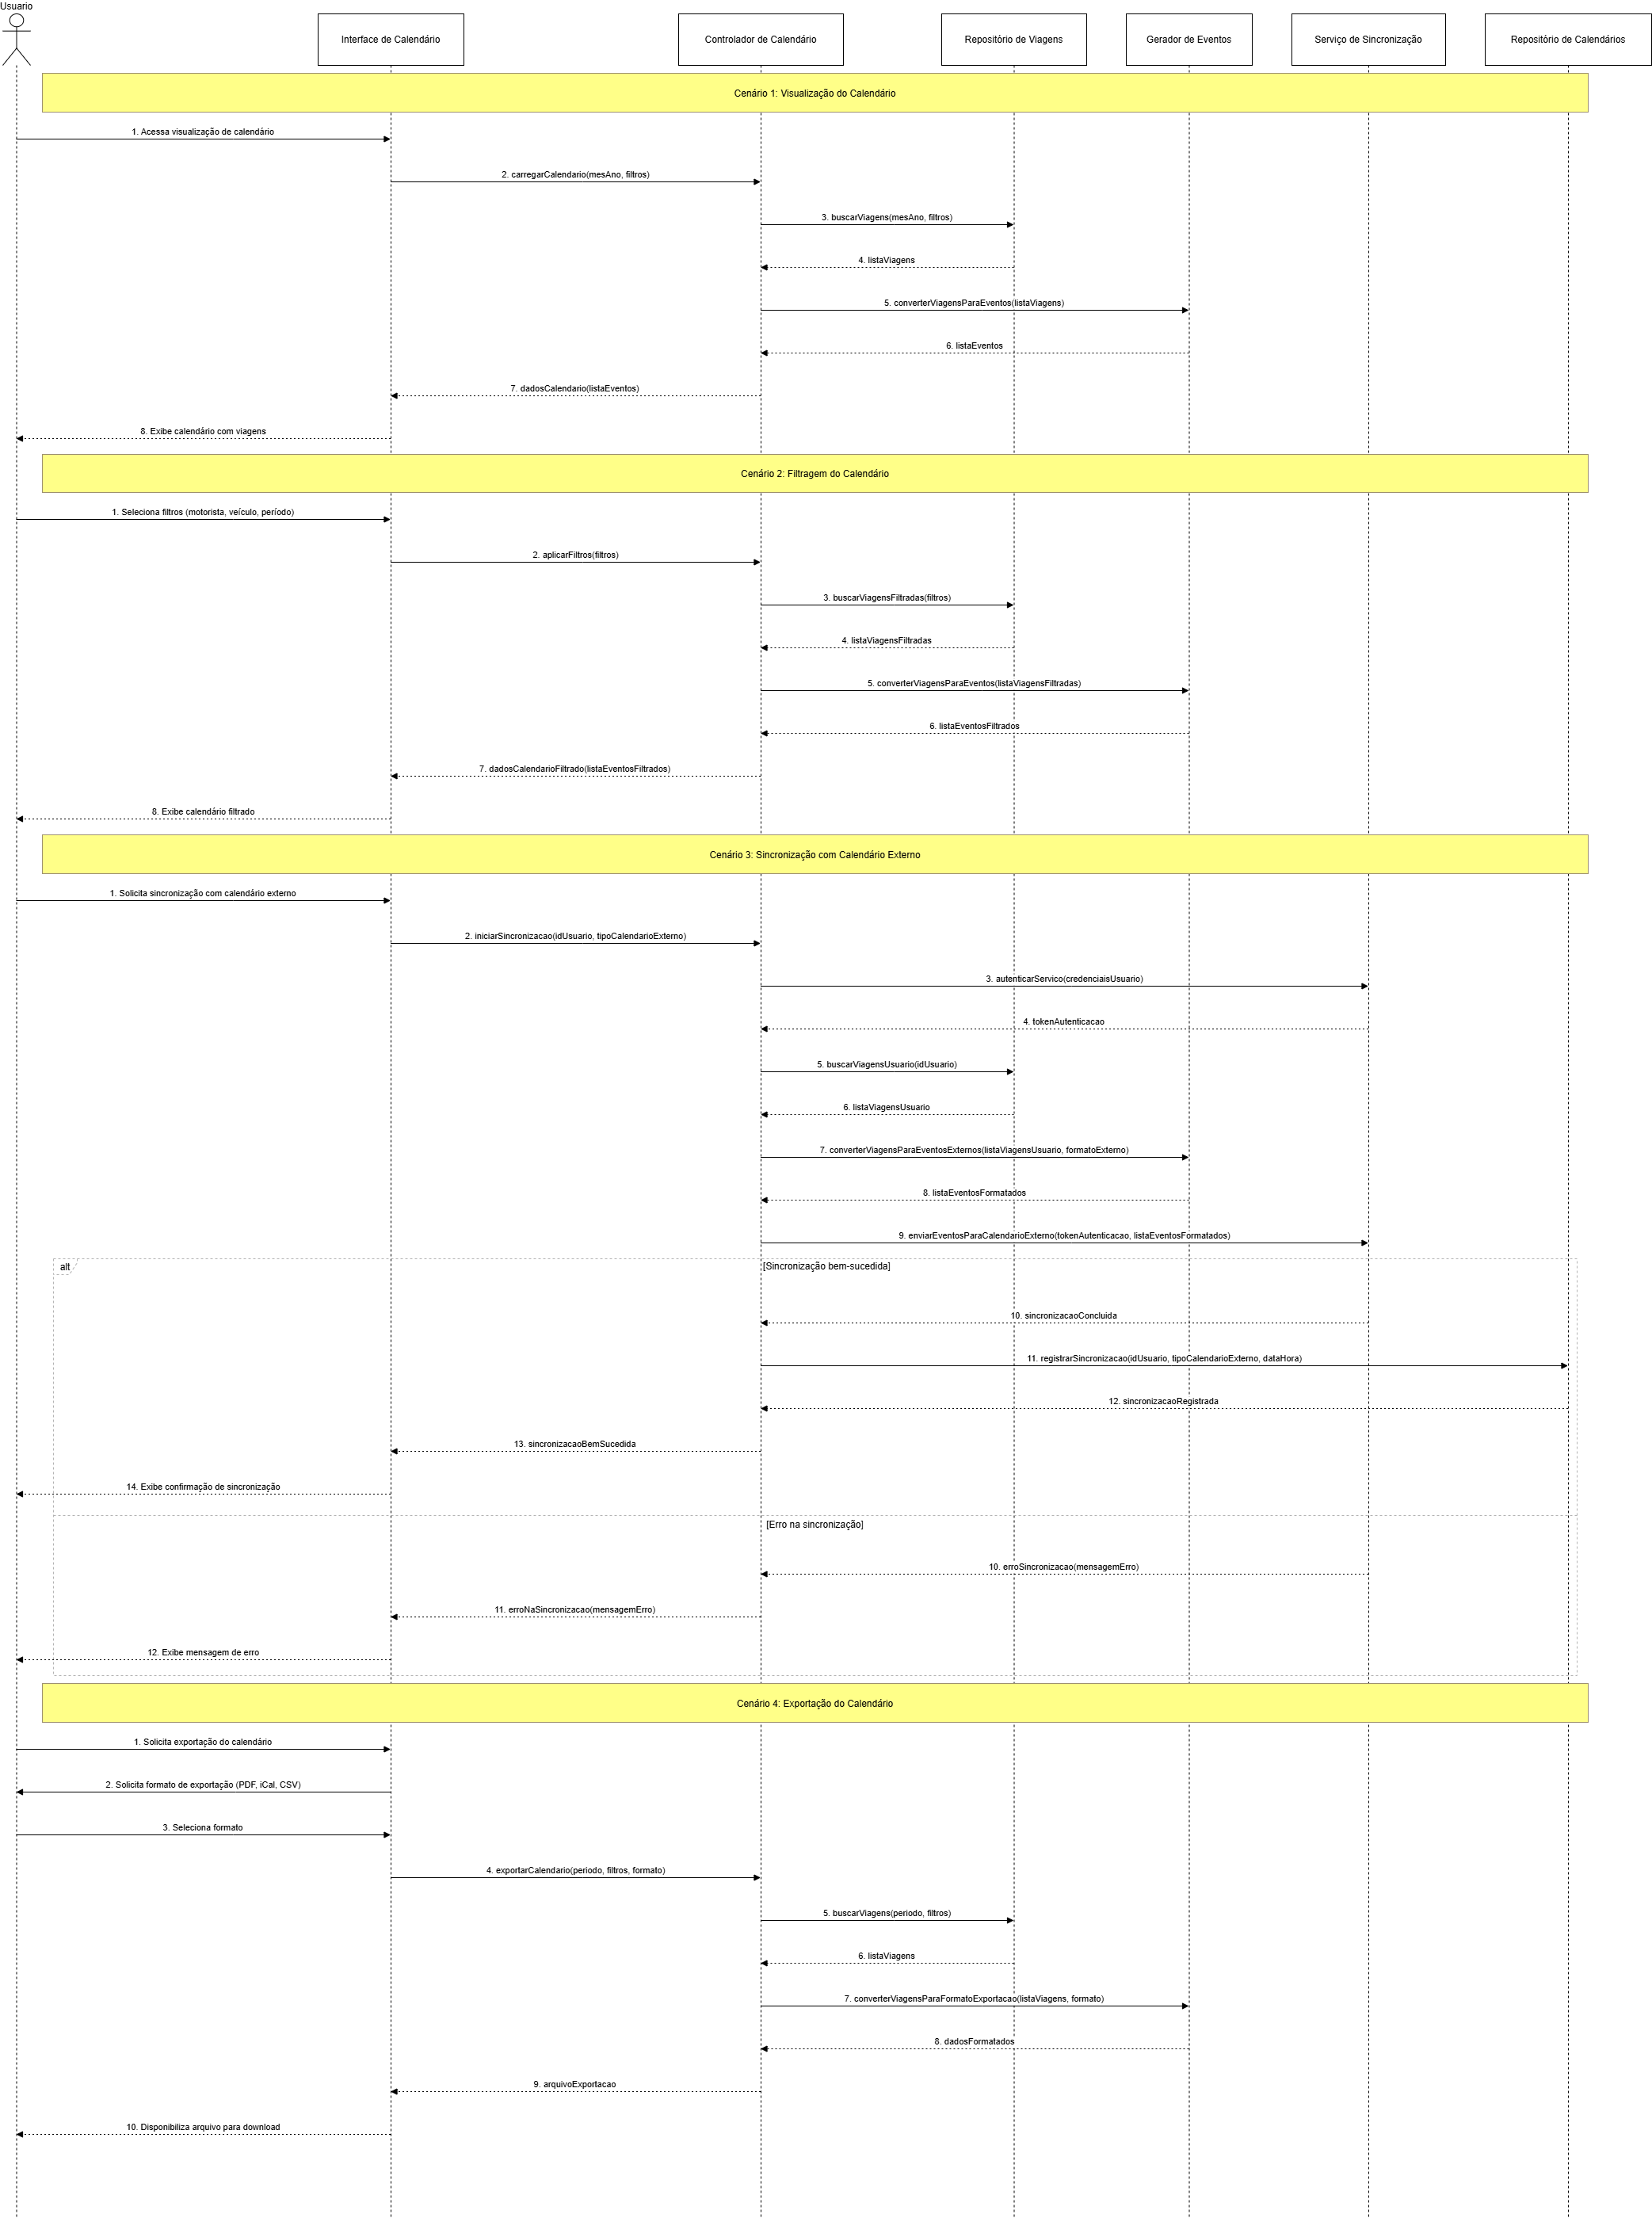 Usuario
Interface de Calendário
Controlador de Calendário
Repositório de Viagens
Gerador de Eventos
Serviço de Sincronização
Repositório de Calendários
Cenário 1: Visualização do Calendário
1. Acessa visualização de calendário
2. carregarCalendario(mesAno, filtros)
3. buscarViagens(mesAno, filtros)
4. listaViagens
5. converterViagensParaEventos(listaViagens)
6. listaEventos
7. dadosCalendario(listaEventos)
8. Exibe calendário com viagens
Cenário 2: Filtragem do Calendário
1. Seleciona filtros (motorista, veículo, período)
2. aplicarFiltros(filtros)
3. buscarViagensFiltradas(filtros)
4. listaViagensFiltradas
5. converterViagensParaEventos(listaViagensFiltradas)
6. listaEventosFiltrados
7. dadosCalendarioFiltrado(listaEventosFiltrados)
8. Exibe calendário filtrado
Cenário 3: Sincronização com Calendário Externo
1. Solicita sincronização com calendário externo
2. iniciarSincronizacao(idUsuario, tipoCalendarioExterno)
3. autenticarServico(credenciaisUsuario)
4. tokenAutenticacao
5. buscarViagensUsuario(idUsuario)
6. listaViagensUsuario
7. converterViagensParaEventosExternos(listaViagensUsuario, formatoExterno)
8. listaEventosFormatados
9. enviarEventosParaCalendarioExterno(tokenAutenticacao, listaEventosFormatados)
alt
[Sincronização bem-sucedida]
10. sincronizacaoConcluida
11. registrarSincronizacao(idUsuario, tipoCalendarioExterno, dataHora)
12. sincronizacaoRegistrada
13. sincronizacaoBemSucedida
14. Exibe confirmação de sincronização
[Erro na sincronização]
10. erroSincronizacao(mensagemErro)
11. erroNaSincronizacao(mensagemErro)
12. Exibe mensagem de erro
Cenário 4: Exportação do Calendário
1. Solicita exportação do calendário
2. Solicita formato de exportação (PDF, iCal, CSV)
3. Seleciona formato
4. exportarCalendario(periodo, filtros, formato)
5. buscarViagens(periodo, filtros)
6. listaViagens
7. converterViagensParaFormatoExportacao(listaViagens, formato)
8. dadosFormatados
9. arquivoExportacao
10. Disponibiliza arquivo para download